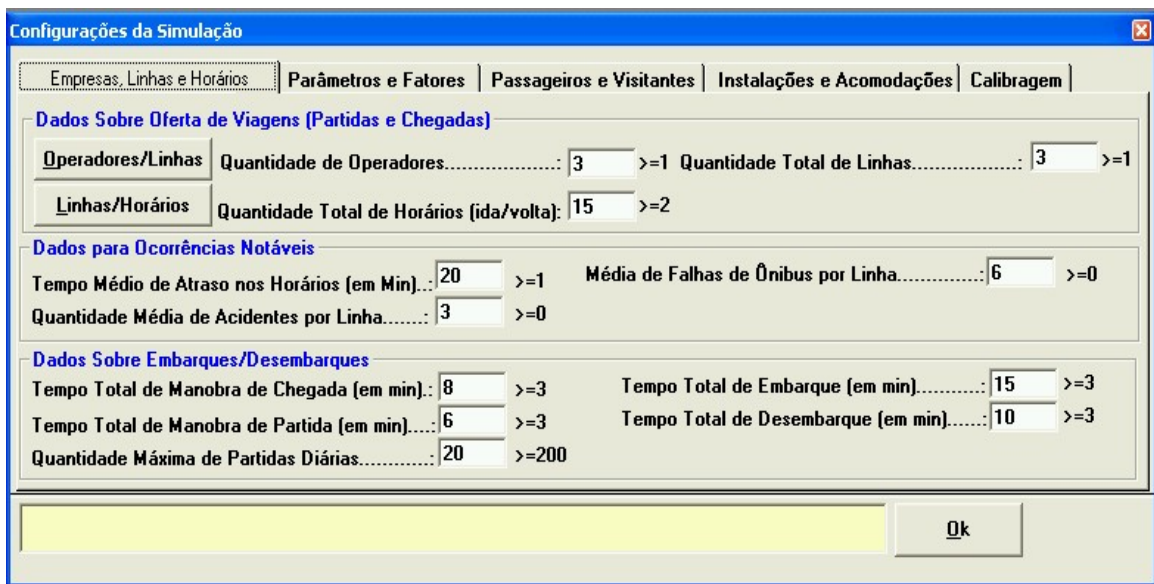 Configurações da Simulação
Empresas, Linhas e Horários Parâmetros e Fatores Passageiros e Visitantes Instalações e Acomodações Calibragem
Dados Sobre Oferta de Viagens (Partidas e Chegadas)
Operadores/Linhas Quantidade de Operadores....................: 3 >=1 Quantidade Total de Linhas...................: 3 >=1
Linhas/Horários Quantidade Total de Horários (ida/volta): 15 >=2
Dados para Ocorrências Notáveis
Tempo Médio de Atraso nos Horários (em Min)..: 20 >=1 Média de Falhas de Ônibus por Linha..............: 6 >=0
Quantidade Média de Acidentes por Linha.......: 3 >=0
Dados Sobre Embarques/Desembarques
Tempo Total de Manobra de Chegada (em min).: 8 >=3 Tempo Total de Embarque (em min)...........: 15 >=3
Tempo Total de Manobra de Partida (em min)....: 6 >=3 Tempo Total de Desembarque (em min)......: 10 >=3
Quantidade Máxima de Partidas Diárias............: 20 >=200
Ok